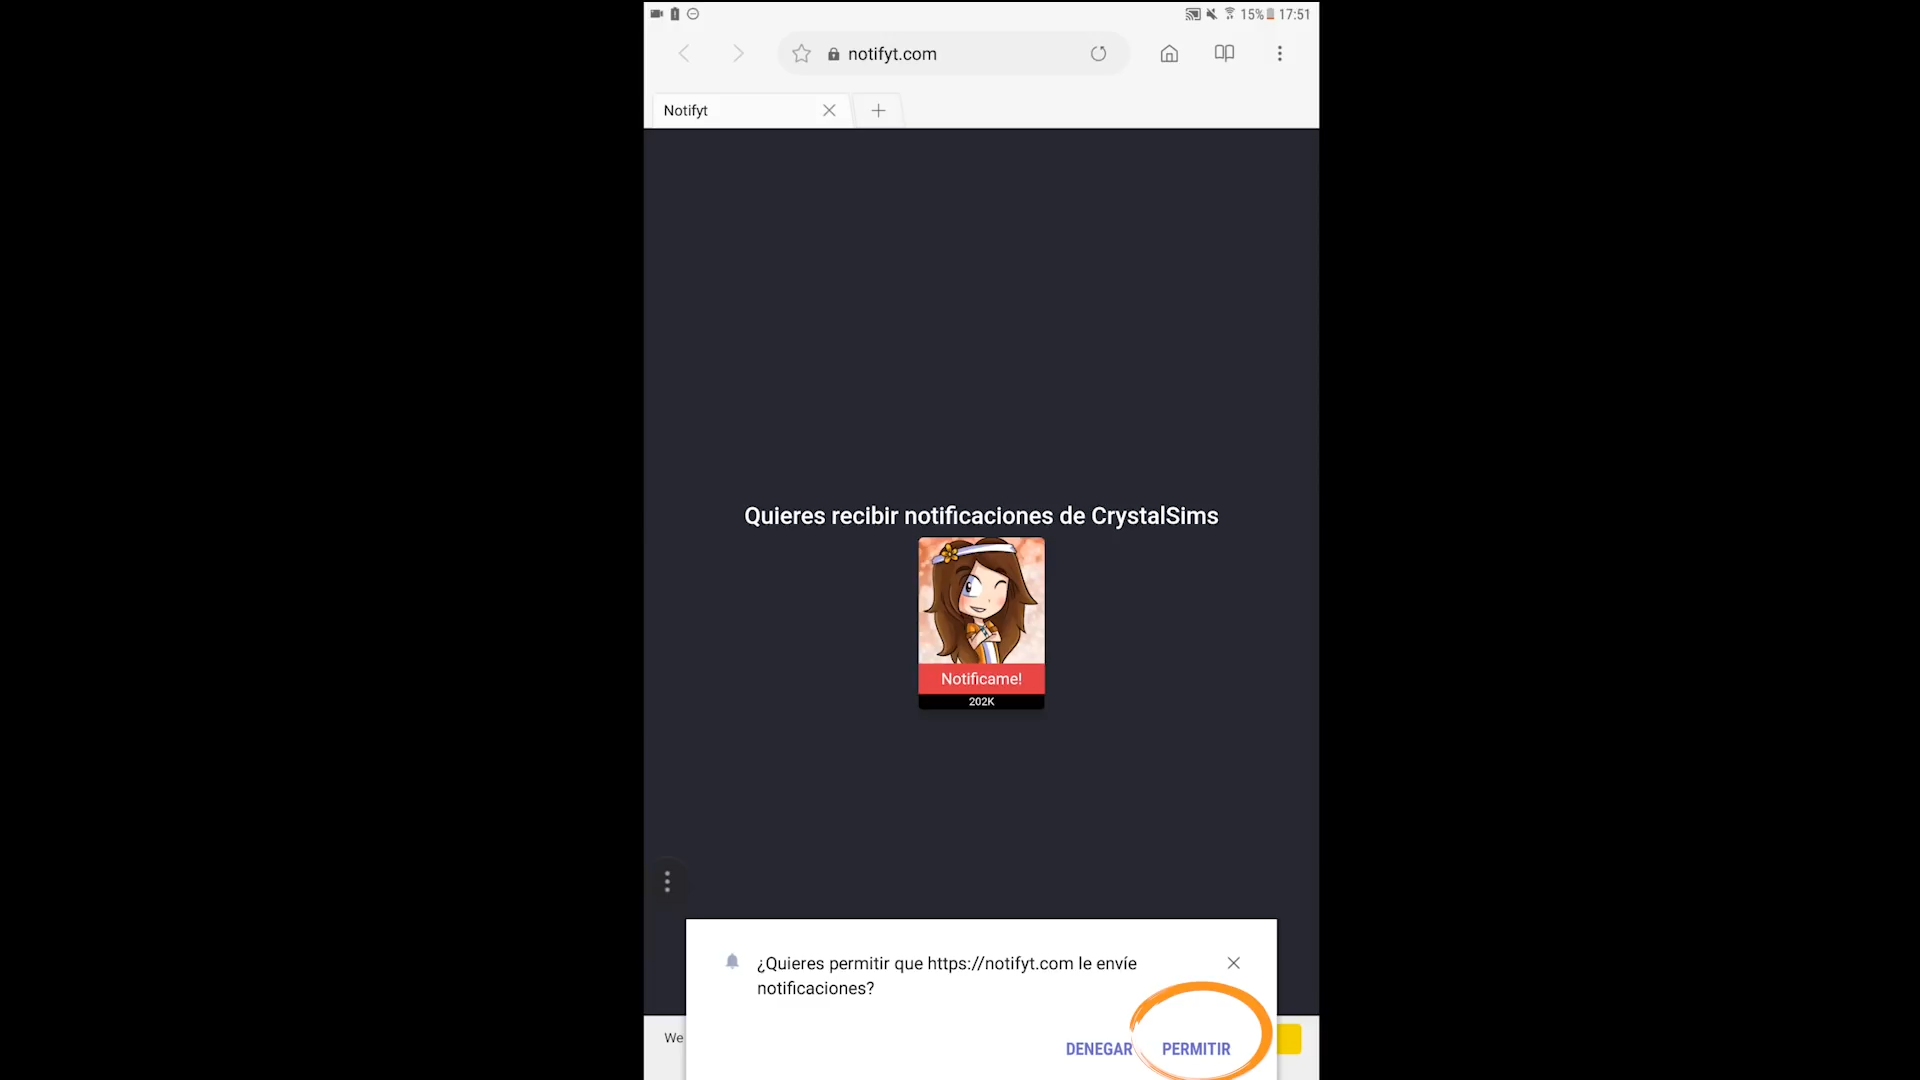 15% 17:51
notifyt.com
Notifyt
Quieres recibir notificaciones de CrystalSims
Notificame!
202K
¿Quieres permitir que https://notifyt.com le envíe
notificaciones?
We
DENEGAR PERMITIR